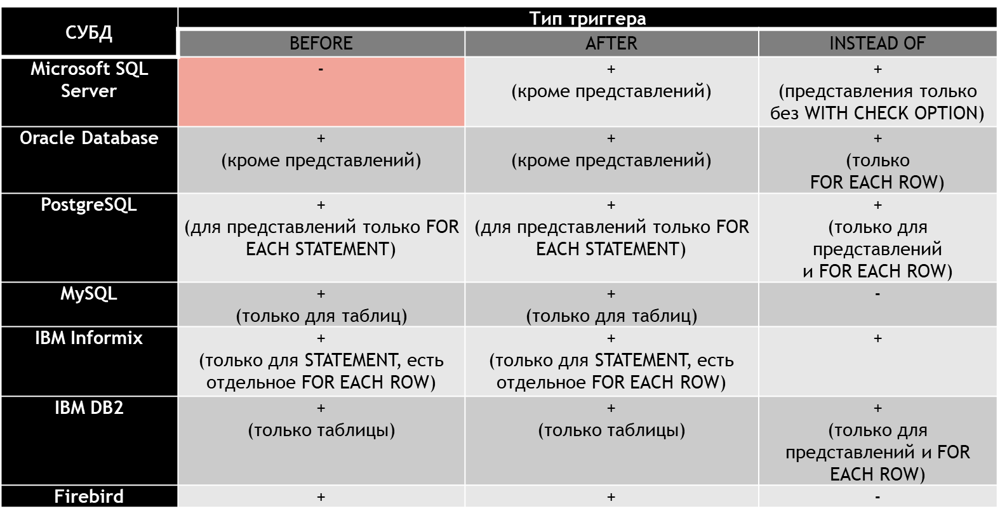 СУБД
Тип триггера
BEFORE
AFTER
INSTEAD OF
Microsoft SQL
Server
-
+
(кроме представлений)
+
(представления только
без WITH CHECK OPTION)
Oracle Database
+
(кроме представлений)
+
(кроме представлений)
+
(только
FOR EACH ROW)
PostgreSQL
+
(для представлений только FOR
EACH STATEMENT)
+
(для представлений только FOR
EACH STATEMENT)
+
(только для
представлений
и FOR EACH ROW)
MySQL
+
(только для таблиц)
+
(только для таблиц)
-
IBM Informix
+
(только для STATEMENT, есть
отдельное FOR EACH ROW)
+
(только для STATEMENT, есть
отдельное FOR EACH ROW)
+
IBM DB2
+
(только таблицы)
+
(только таблицы)
+
(только для
представлений и FOR
EACH ROW)
Firebird
+
+
-